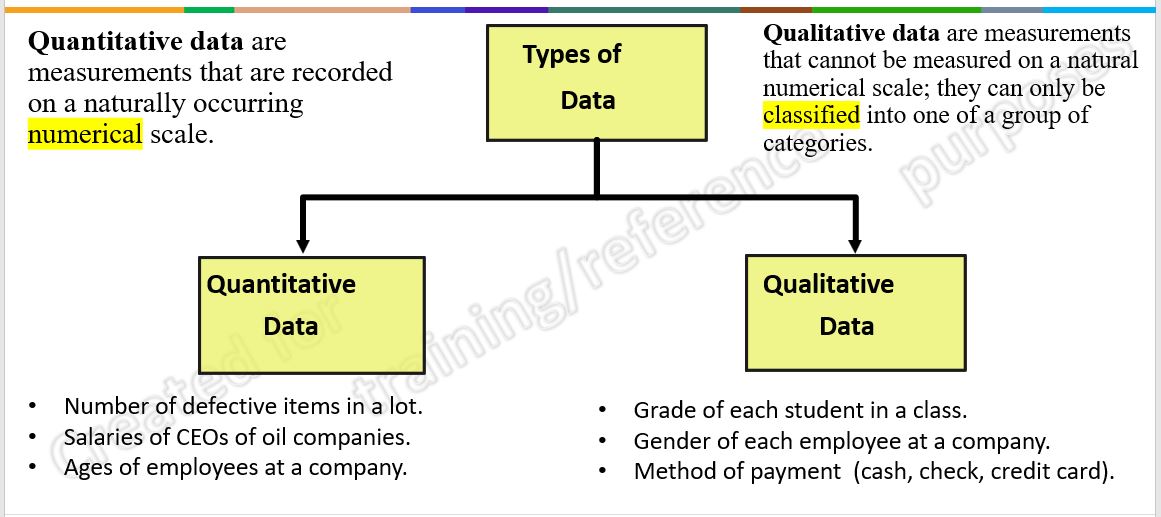 Quantitative data are
measurements that are recorded
on a naturally occurring
numerical scale.
Types of
Data
Qualitative data are measurements
that cannot be measured on a natural
numerical scale; they can only be
classified into one of a group of
categories.
Quantitative
Data
Qualitative
Data
• Number of defective items in a lot.
• Salaries of CEOs of oil companies.
• Ages of employees at a company.
• Grade of each student in a class.
• Gender of each employee at a company.
• Method of payment  (cash, check, credit card).
Created for
training/reference
purposes